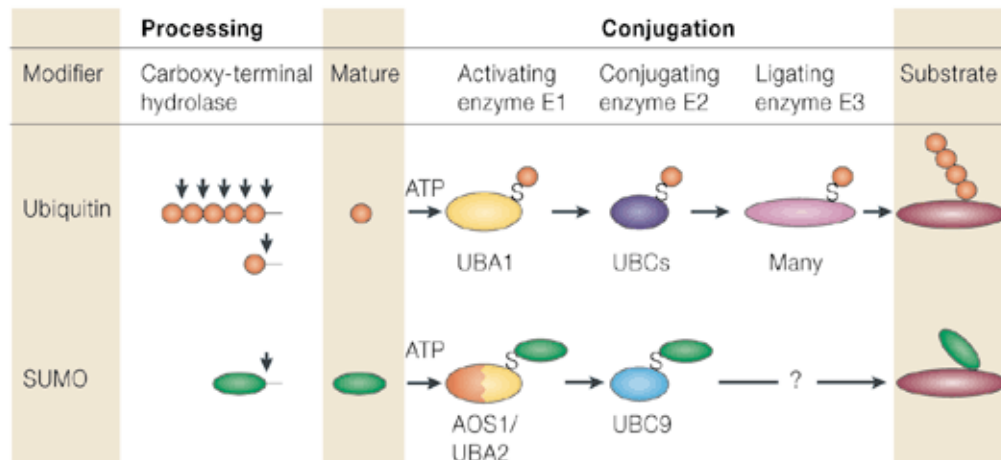 Processing Conjugation
Modifier Carboxy-terminal Mature Activating Conjugating Ligating Substrate
hydrolase enzyme E1 enzyme E2 enzyme E3
ATP S S S
Ubiquitin
UBA1 UBCs Many
ATP S S
SUMO ?
AOS1/ UBC9
UBA2